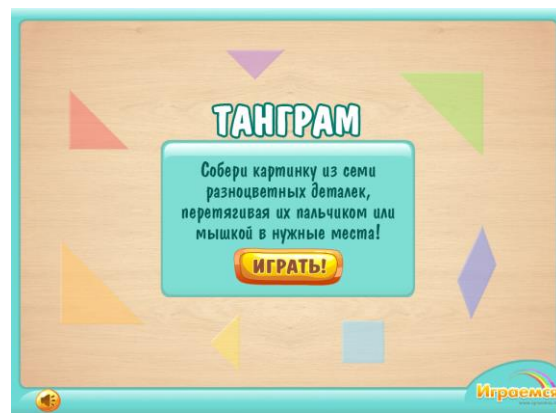 ТАНГРАМ
Собери картинку из семи
разноцветных деталек,
перетягивая их пальчиком или
мышкой в нужные места!
ИГРАТЬ!
Играемся